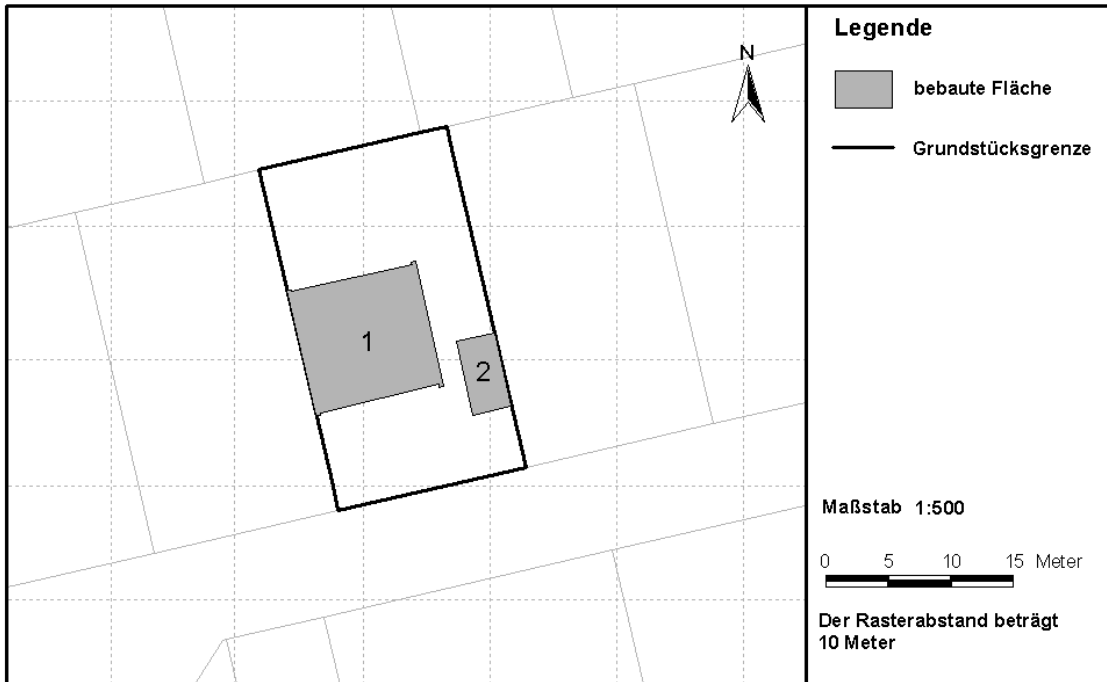 Legende
N
bebaute Fläche
Grundstücksgrenze
1
2
Maßstab 1:500
0 5 10 15 Meter
Der Rasterabstand beträgt
10 Meter